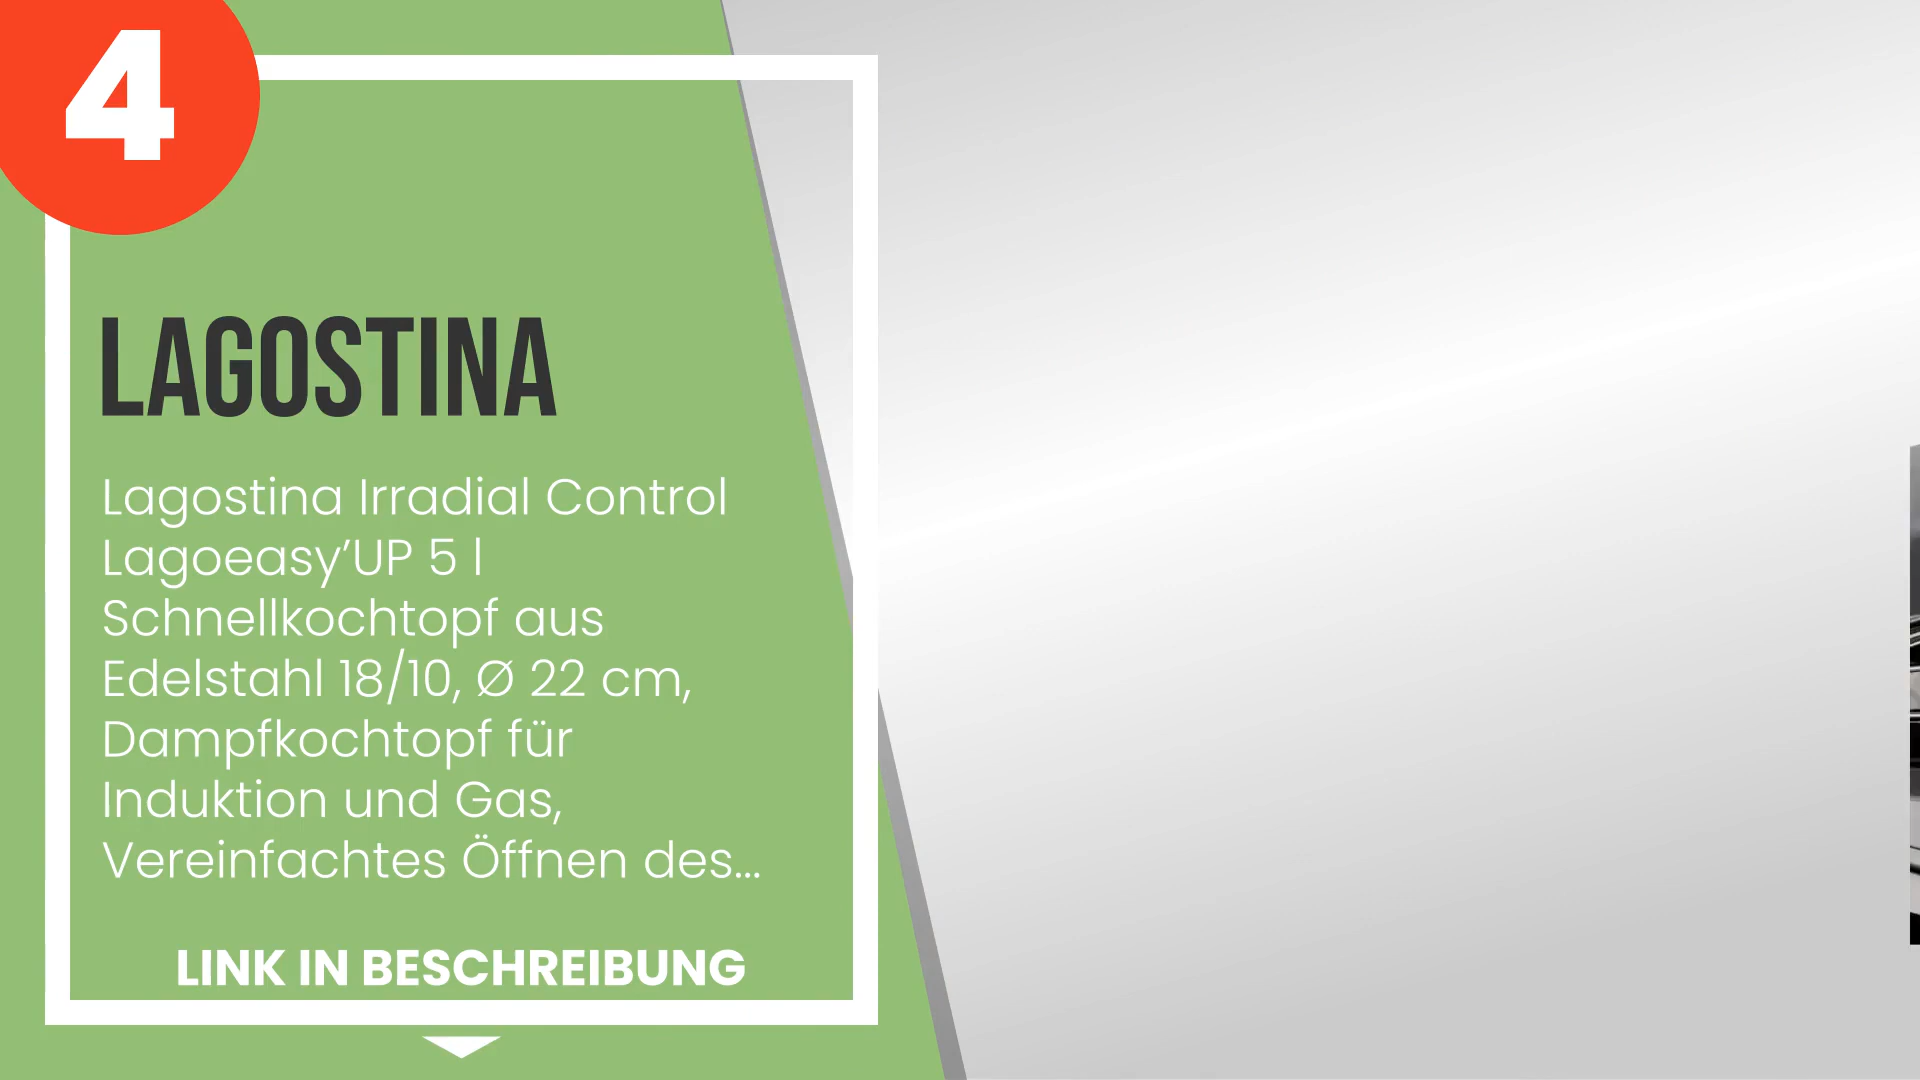 4
LAGOSTINA
Lagostina Irradial Control
Lagoeasy’UP 5 l
Schnellkochtopf aus
Edelstahl 18/10, Ø 22 cm,
Dampfkochtopf für
Induktion und Gas,
Vereinfachtes Öffnen des...
LINK IN BESCHREIBUNG